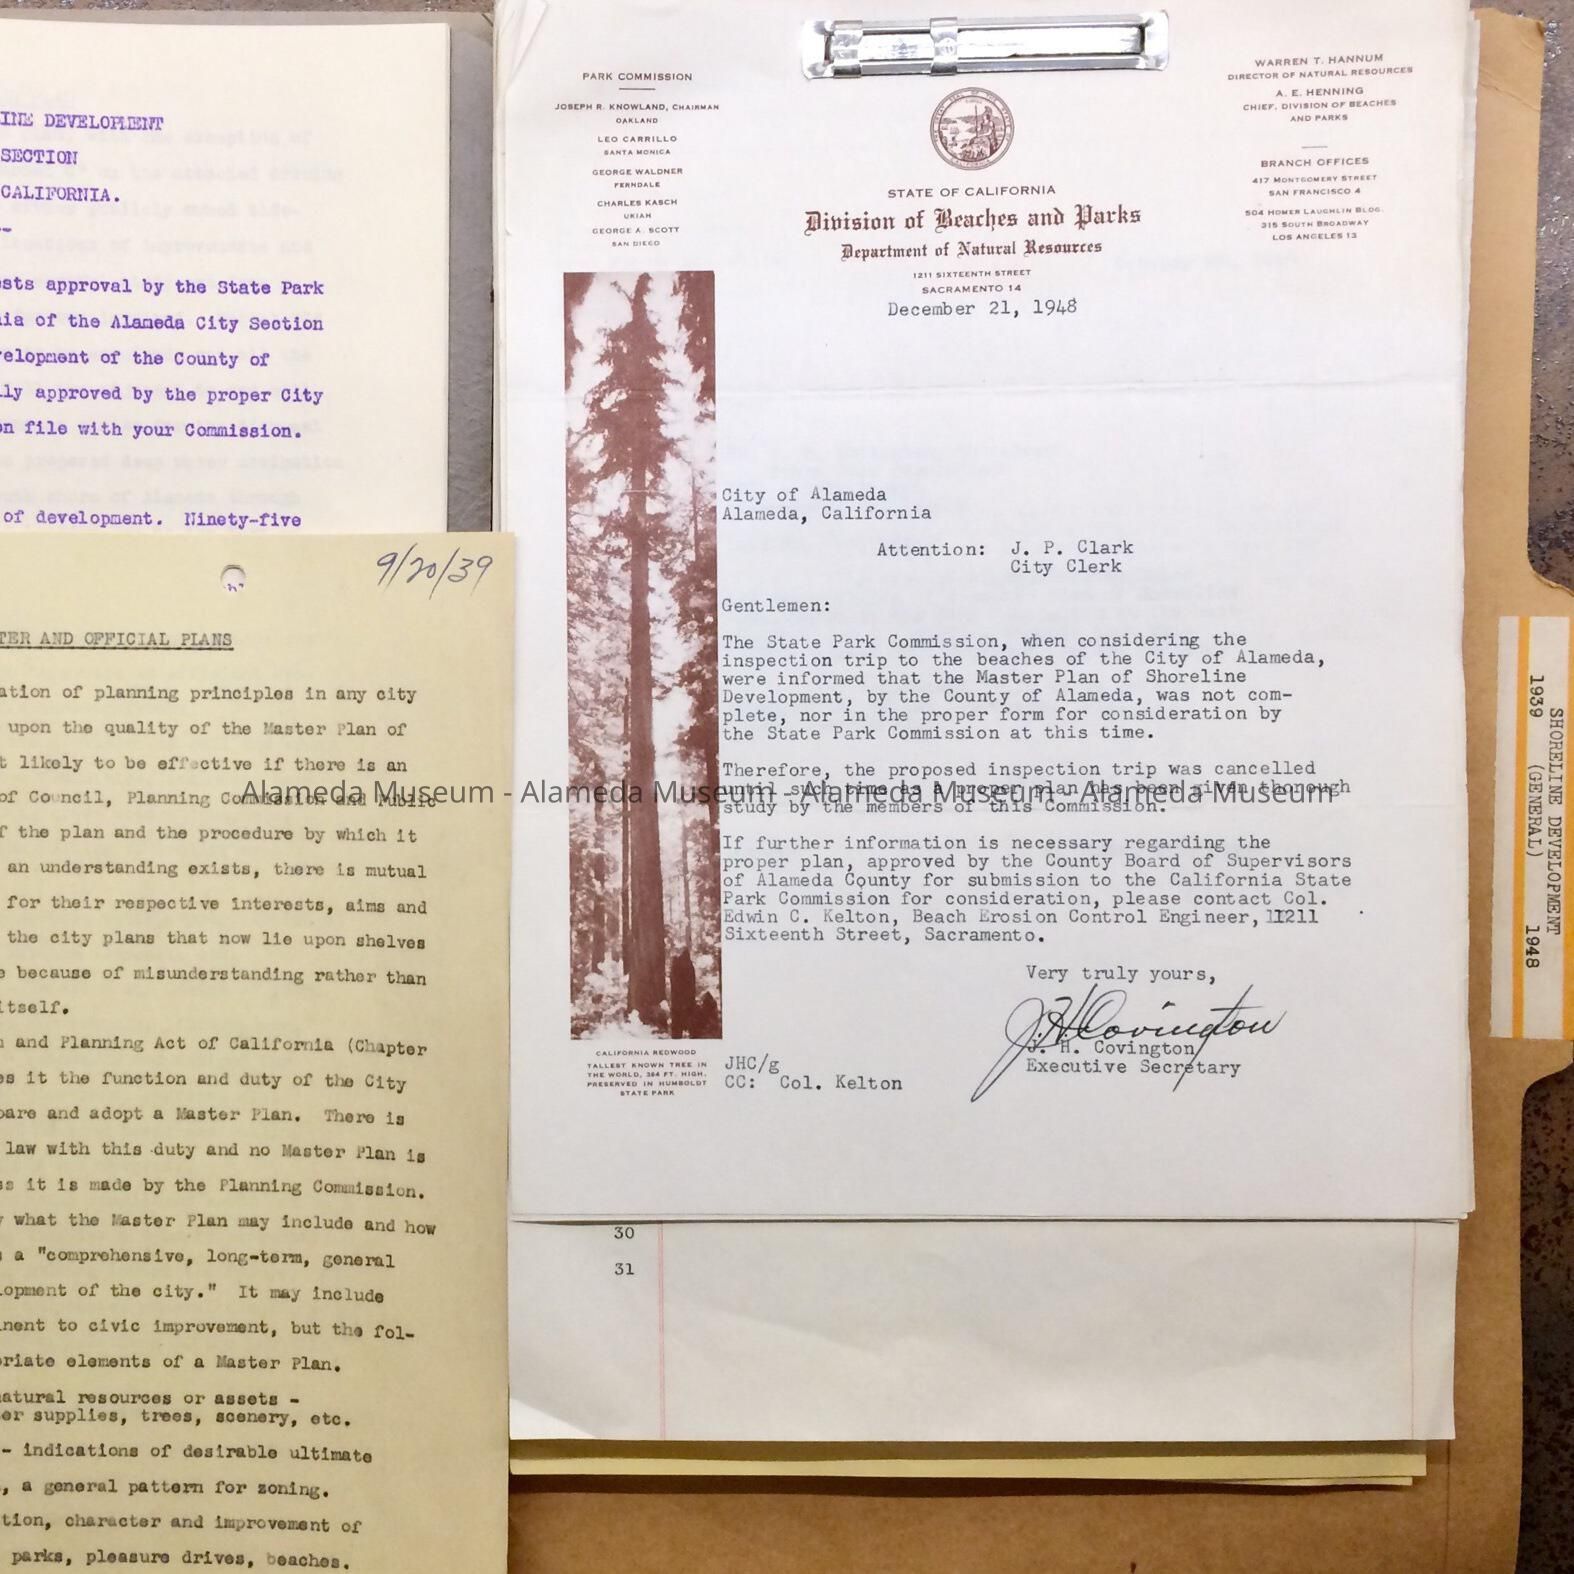 INE DEVELOPMENT
SECTION
CALIFORNIA.
--
sts approval by the State Park
ia of the Alameda City Section
elopment of the County of
ly approved by the proper City
on file with your Commission.
of development. Ninety-five
9/20/39
TER AND OFFICIAL PLANS
ation of planning principles in any city
upon the quality of the Master Plan of
t likely to be effective if there is an
of Council, Planning Commission and Public
f the plan and the procedure by which it
an understanding exists, there is mutual
for their respective interests, aims and
the city plans that now lie upon shelves
e because of misunderstanding rather than
itself.
n and Planning Act of California (Chapter
es it the function and duty of the City
pare and adopt a Master Plan. There is
law with this duty and no Master Plan is
ss it is made by the Planning Commission.
y what the Master Plan may include and how
s a "comprehensive, long-term, general
lopment of the city." It may include
inent to civic improvement, but the fol-
priate elements of a Master Plan.
natural resources or assets -
er supplies, trees, scenery, etc.
- indications of desirable ultimate
, a general pattern for zoning.
tion, character and improvement of
parks, pleasure drives, beaches.
PARK COMMISSION
JOSEPH R. KNOWLAND, CHAIRMAN
OAKLAND
LEO CARRILLO
SANTA MONICA
GEORGE WALDNER
FERNDALE
CHARLES KASCH
UKIAH
GEORGE A. SCOTT
SAN DIEGO
STATE OF CALIFORNIA
Division of Beaches and Parks
Department of Natural Resources
1211 SIXTEENTH STREET
SACRAMENTO 14
December 21, 1948
WARREN T. HANNUM
DIRECTOR OF NATURAL RESOURCES
A. E. HENNING
CHIEF, DIVISION OF BEACHES
AND PARKS
BRANCH OFFICES
417 MONTGOMERY STREET
SAN FRANCISCO 4
504 HOMER LAUGHLIN BLDG.
315 SOUTH BROADWAY
LOS ANGELES 13
City of Alameda
Alameda, California
Attention: J. P. Clark
City Clerk
Gentlemen:
The State Park Commission, when considering the
inspection trip to the beaches of the City of Alameda,
were informed that the Master Plan of Shoreline
Development, by the County of Alameda, was not com-
plete, nor in the proper form for consideration by
the State Park Commission at this time.
Therefore, the proposed inspection trip was cancelled
until such time as a proper plan has been given thorough
study by the members of this Commission.
If further information is necessary regarding the
proper plan, approved by the County Board of Supervisors
of Alameda County for submission to the California State
Park Commission for consideration, please contact Col.
Edwin C. Kelton, Beach Erosion Control Engineer, 11211
Sixteenth Street, Sacramento.
Very truly yours,
J. H. Covington
J. H. Covington
Executive Secretary
JHC/g
CC: Col. Kelton
CALIFORNIA REDWOOD
TALLEST KNOWN TREE IN
THE WORLD, 364 FT. HIGH.
PRESERVED IN HUMBOLDT
STATE PARK
30
31
SHORELINE DEVELOPMENT
1939 (GENERAL) 1948
Alameda Museum - Alameda Museum - Alameda Museum - Alameda Museum